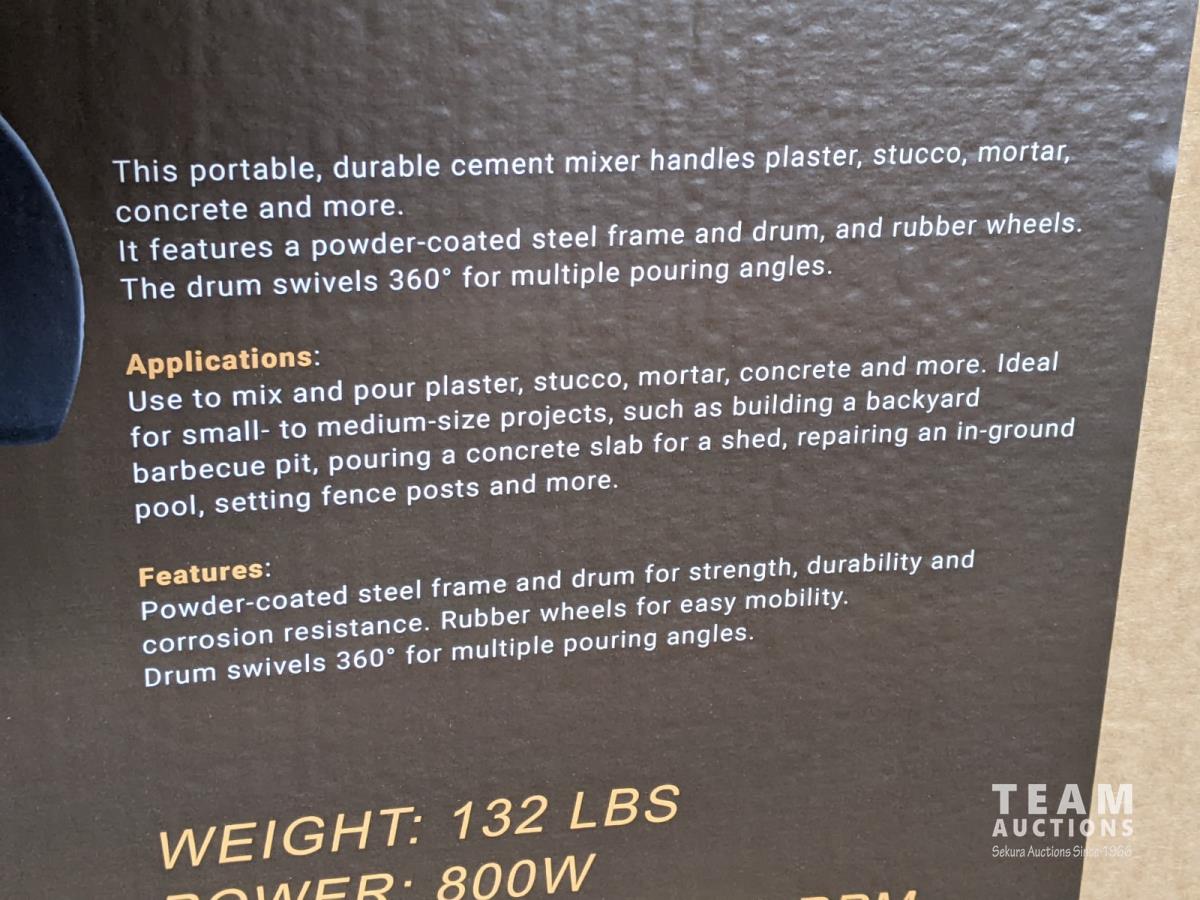 This portable, durable cement mixer handles plaster, stucco, mortar,
concrete and more.
It features a powder-coated steel frame and drum, and rubber wheels.
The drum swivels 360° for multiple pouring angles.
Applications:
Use to mix and pour plaster, stucco, mortar, concrete and more. Ideal
for small- to medium-size projects, such as building a backyard
barbecue pit, pouring a concrete slab for a shed, repairing an in-ground
pool, setting fence posts and more.
Features:
Powder-coated steel frame and drum for strength, durability and
corrosion resistance. Rubber wheels for easy mobility.
Drum swivels 360° for multiple pouring angles.
WEIGHT: 132 LBS
POWER: 800W
RPM
TEAM
AUCTIONS
Sekura Auctions Since 1966